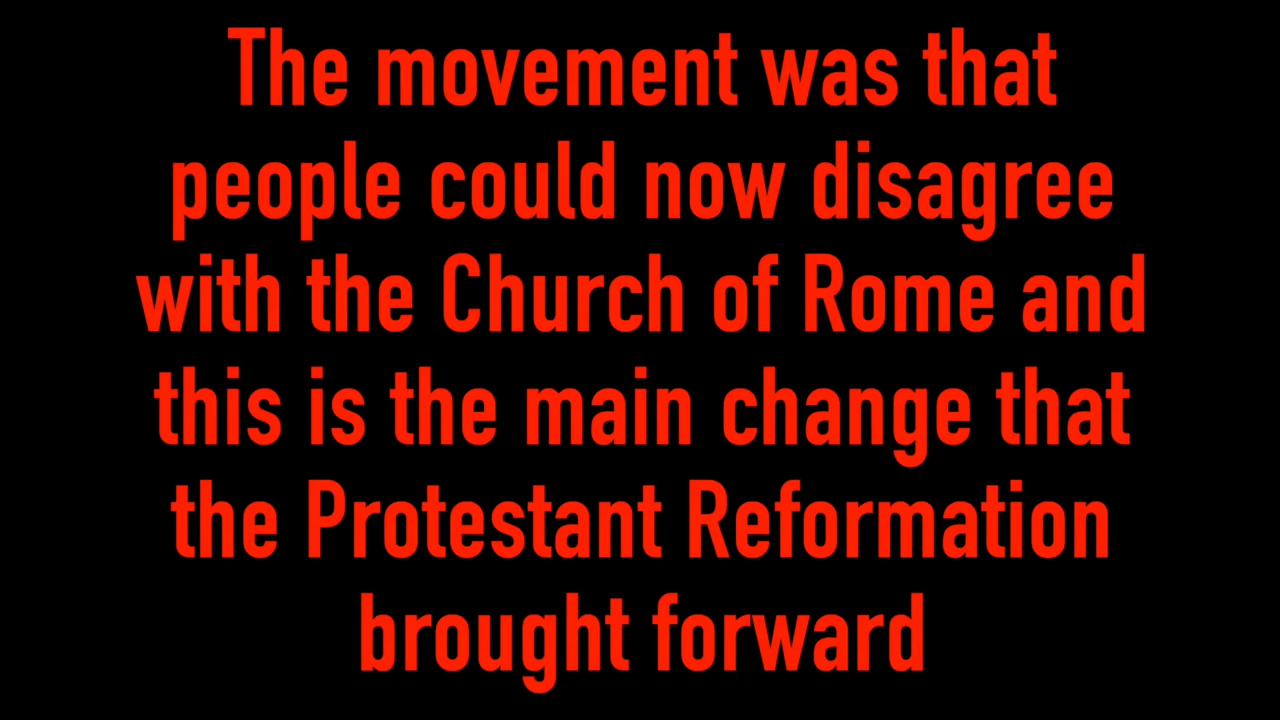 The movement was that
people could now disagree
with the Church of Rome and
this is the main change that
the Protestant Reformation
brought forward